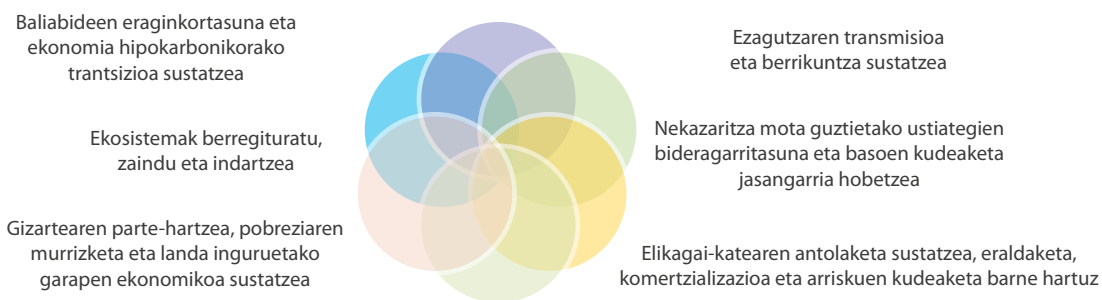 Baliabideen eraginkortasuna eta
ekonomia hipokarbonikorako
trantsizioa sustatzea
Ezagutzaren transmisioa
eta berrikuntza sustatzea
Ekosistemak berregituratu,
zaindu eta indartzea
Nekazaritza mota guztietako ustiategien
bideragarritasuna eta basoen kudeaketa
jasangarria hobetzea
Gizartearen parte-hartzea, pobreziaren
murrizketa eta landa inguruetako
garapen ekonomikoa sustatzea
Elikagai-katearen antolaketa sustatzea, eraldaketa,
komertzializazioa eta arriskuen kudeaketa barne hartuz